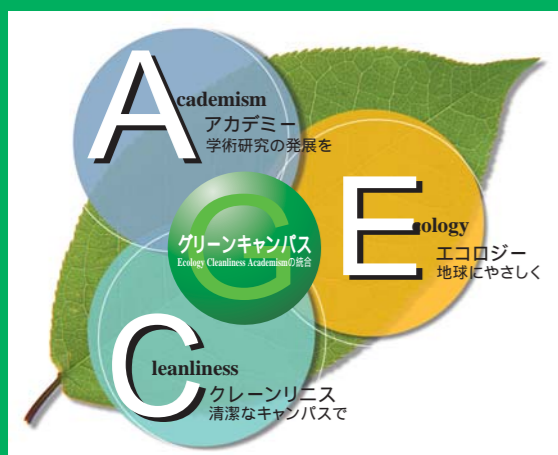 Academism
アカデミー
学術研究の発展を
Ecology
エコロジー
地球にやさしく
G
グリーンキャンパス
Ecology Cleanliness Academismの統合
Cleanliness
クレーンリニス
清潔なキャンパスで